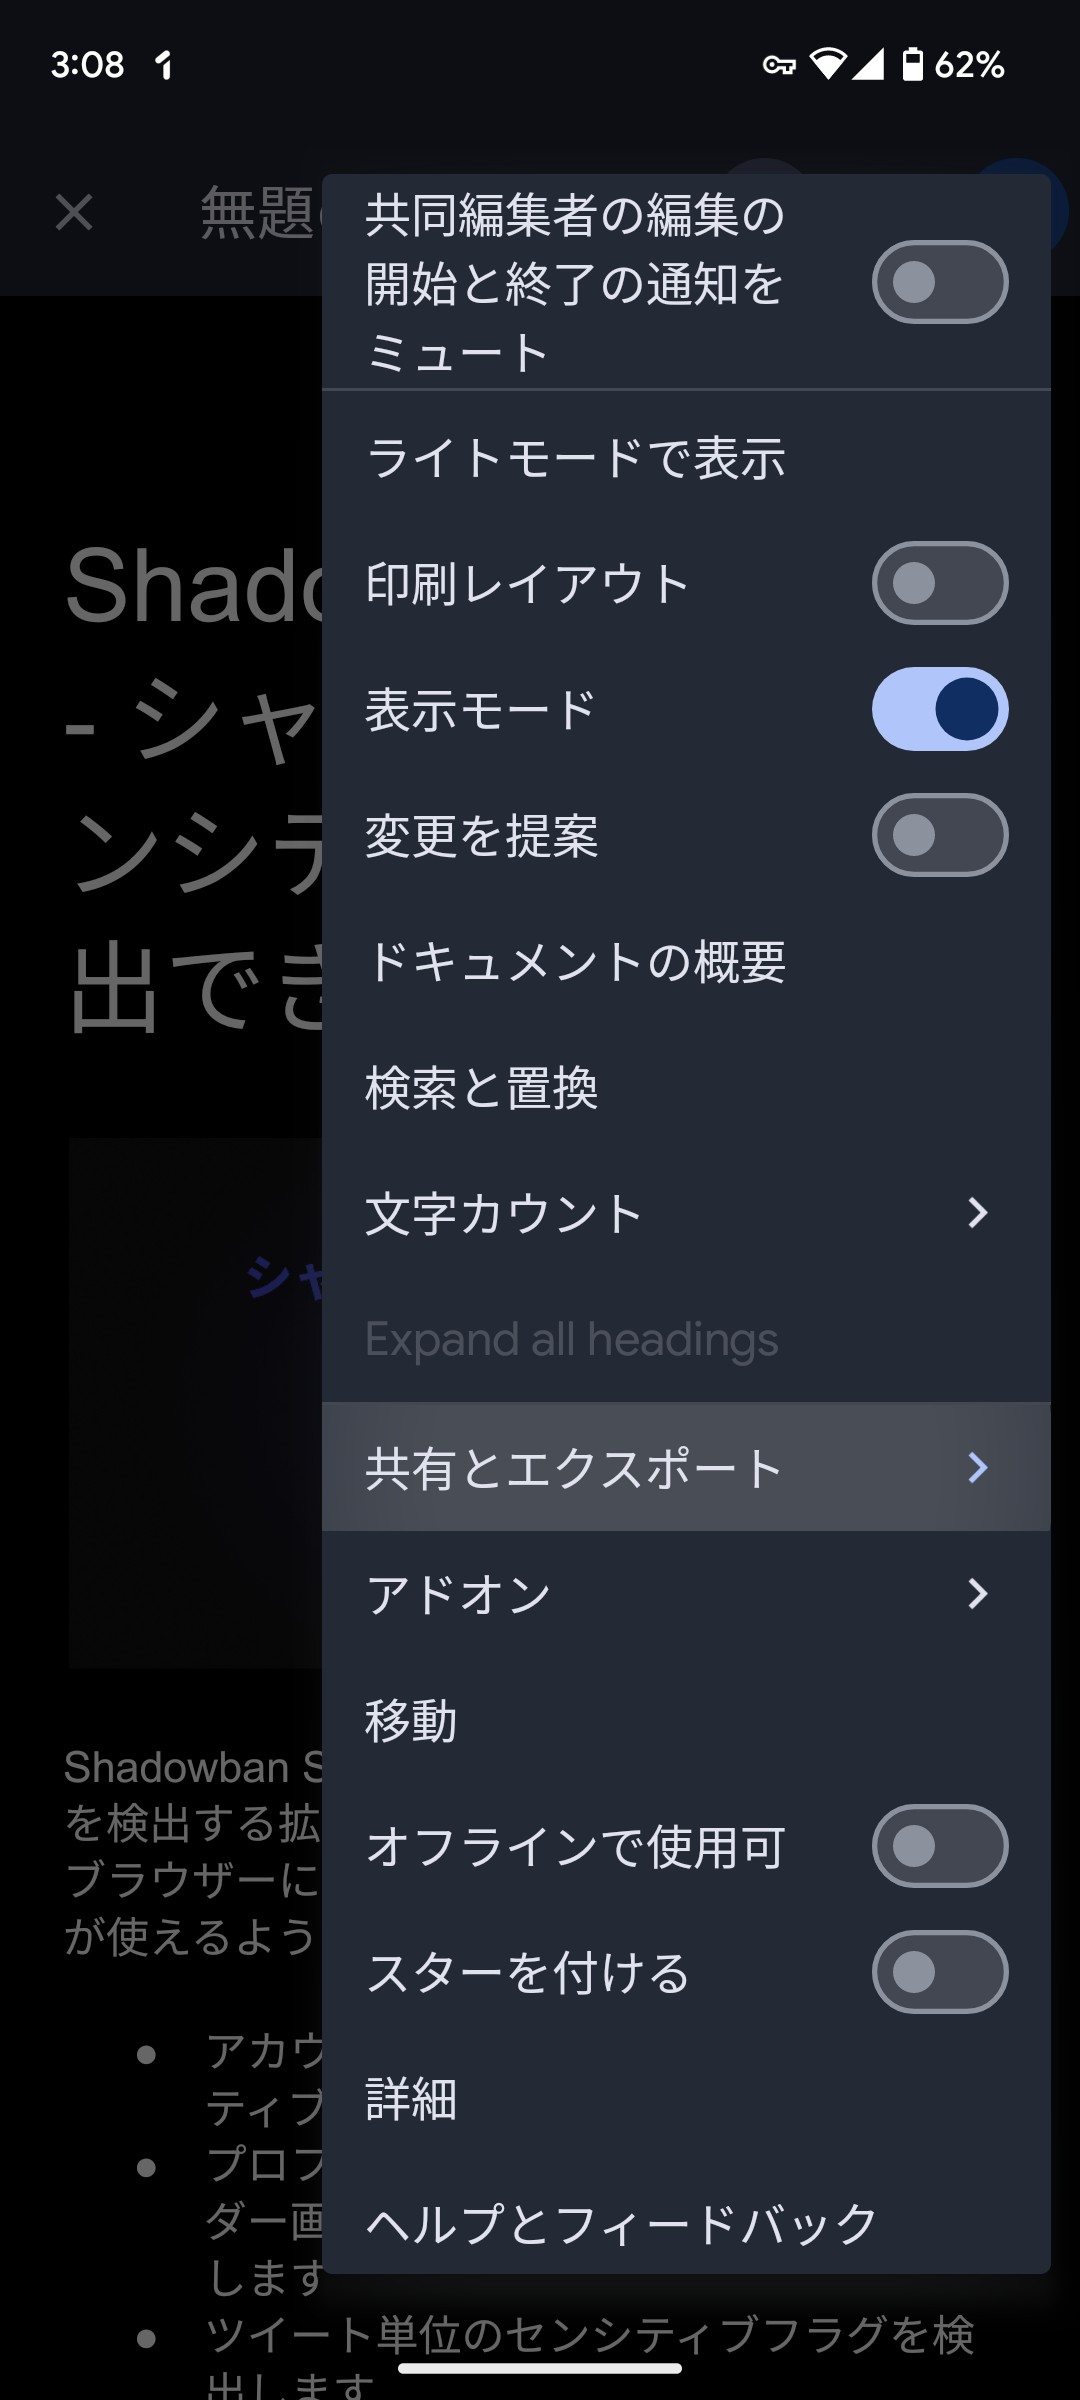 3:08
62%
無題
共同編集者の編集の
開始と終了の通知を
ミュート
ライトモードで表示
Shado
印刷レイアウト
- シャ
表示モード
ンシテ
変更を提案
出でき
ドキュメントの概要
検索と置換
文字カウント
シャ
Expand all headings
共有とエクスポート
アドオン
移動
Shadowban S
を検出する拡
オフラインで使用可
ブラウザーに
が使えるよう
スターを付ける
● アカウ
ティブ
詳細
● プロフ
ダー画
ヘルプとフィードバック
します
● ツイート単位のセンシティブフラグを検
出します